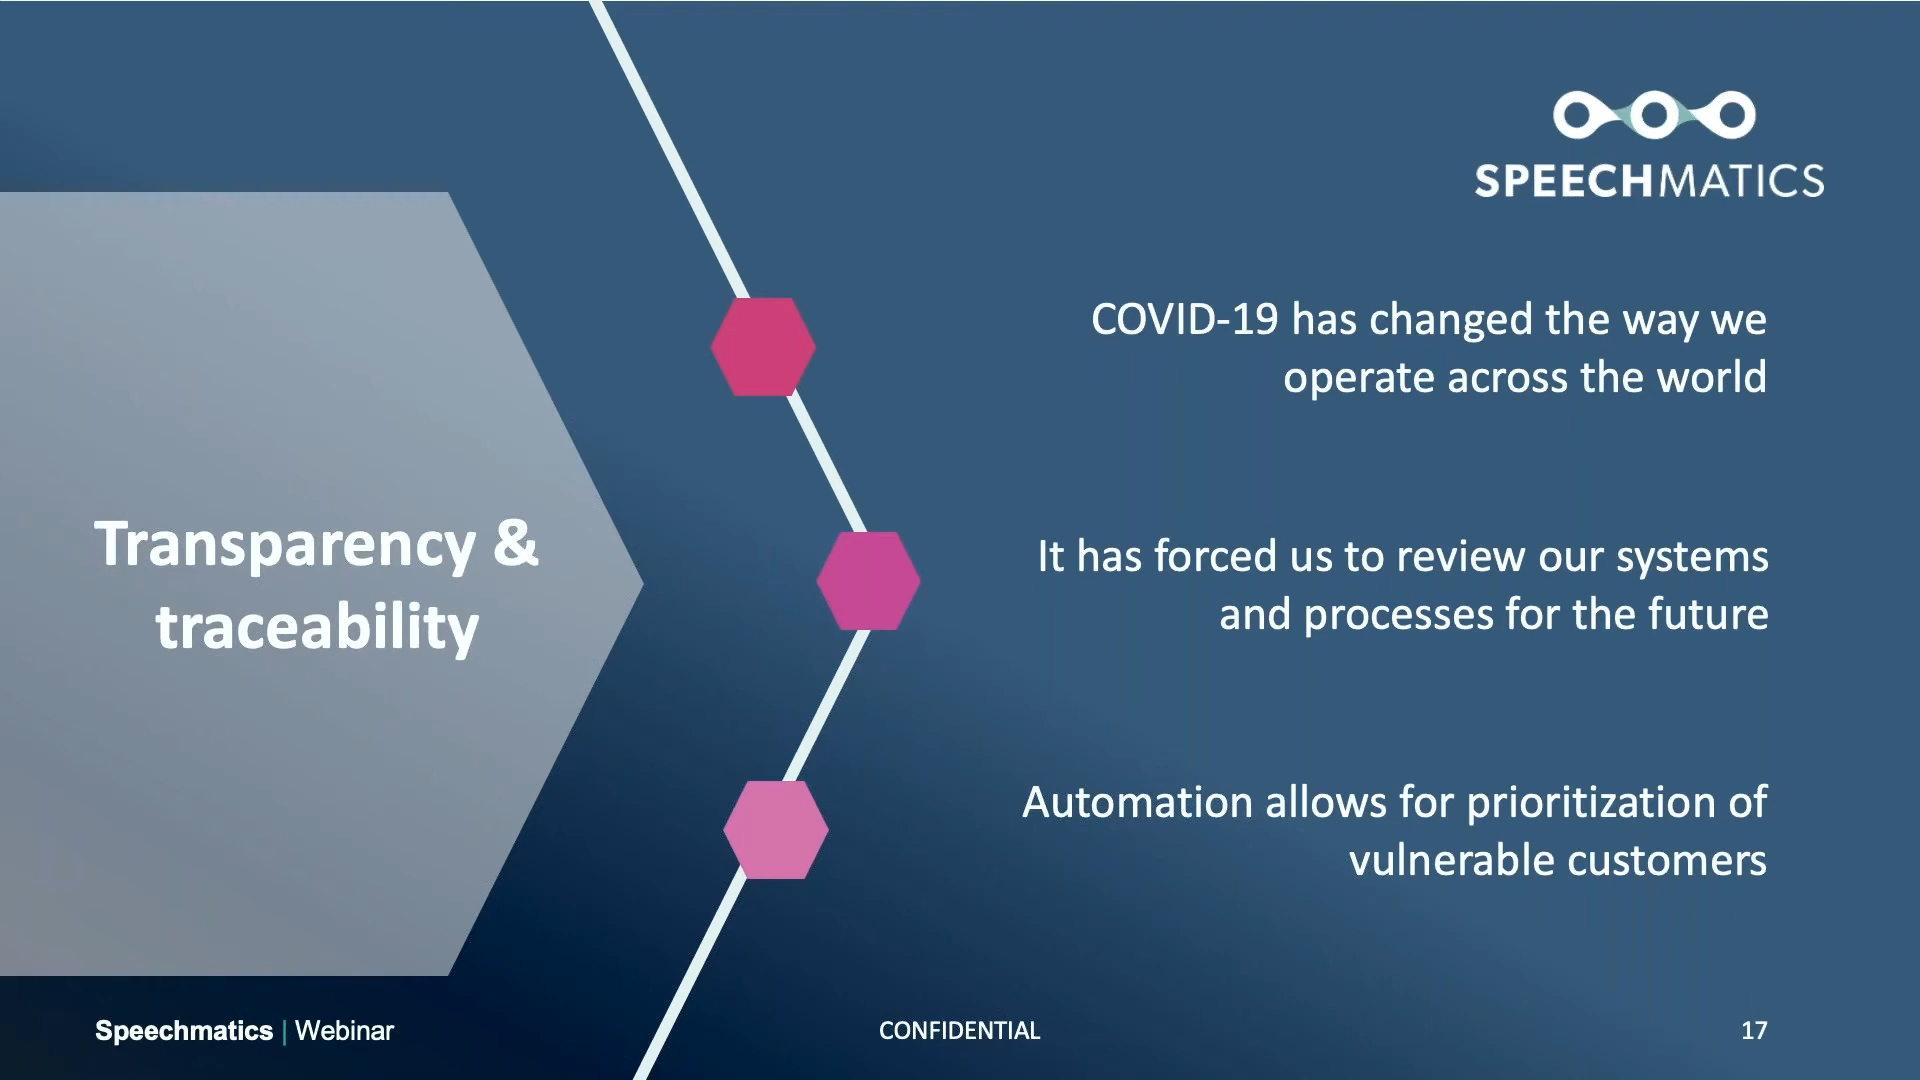 SPEECHMATICS
Transparency &
traceability
COVID-19 has changed the way we
operate across the world
It has forced us to review our systems
and processes for the future
Automation allows for prioritization of
vulnerable customers
Speechmatics | Webinar
CONFIDENTIAL
17